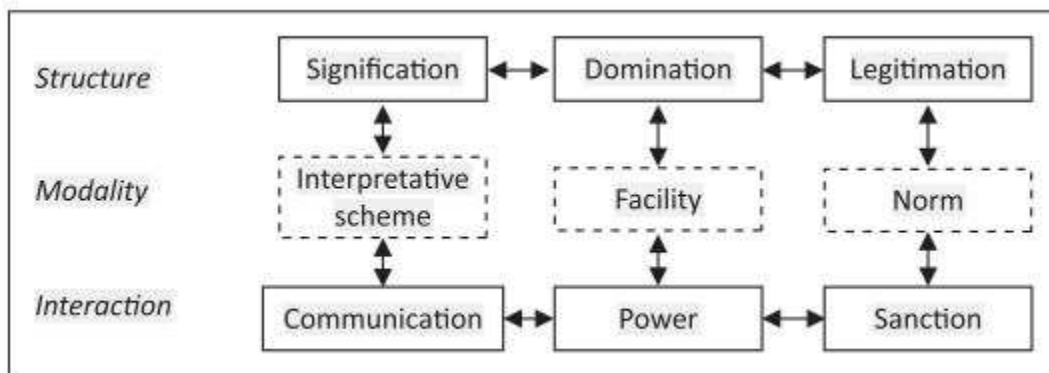 Structure
Signification
Domination
Legitimation
Modality
Interpretative
scheme
Facility
Norm
Interaction
Communication
Power
Sanction